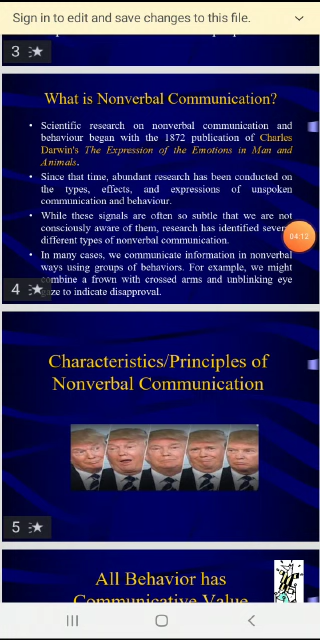 Sign in to edit and save changes to this file.
3
What is Nonverbal Communication?
• Scientific research on nonverbal communication and
behaviour began with the 1872 publication of Charles
Darwin's The Expression of the Emotions in Man and
Animals.
• Since that time, abundant research has been conducted on
the types, effects, and expressions of unspoken
communication and behaviour.
• While these signals are often so subtle that we are not
consciously aware of them, research has identified
different types of nonverbal communication.
04:12
• In many cases, we communicate information in nonverbal
ways using groups of behaviors. For example, we might
combine a frown with crossed arms and unblinking eye
gaze to indicate disapproval.
4
Characteristics/Principles of
Nonverbal Communication
5
All Behavior has
Communicative Value